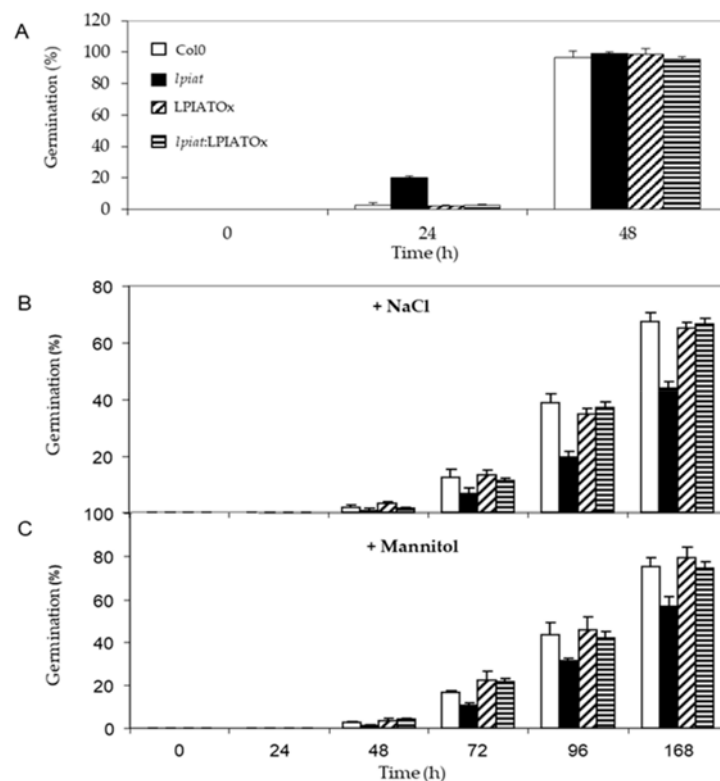 A
Germination (%)
120
100
80
60
40
20
0
Col0
lpiat
LPIATOx
lpiat:LPIATOx
0 24 48
Time (h)
B
+ NaCl
Germination (%)
80
60
40
20
100
C
+ Mannitol
Germination (%)
80
60
40
20
0
0 24 48 72 96 168
Time (h)